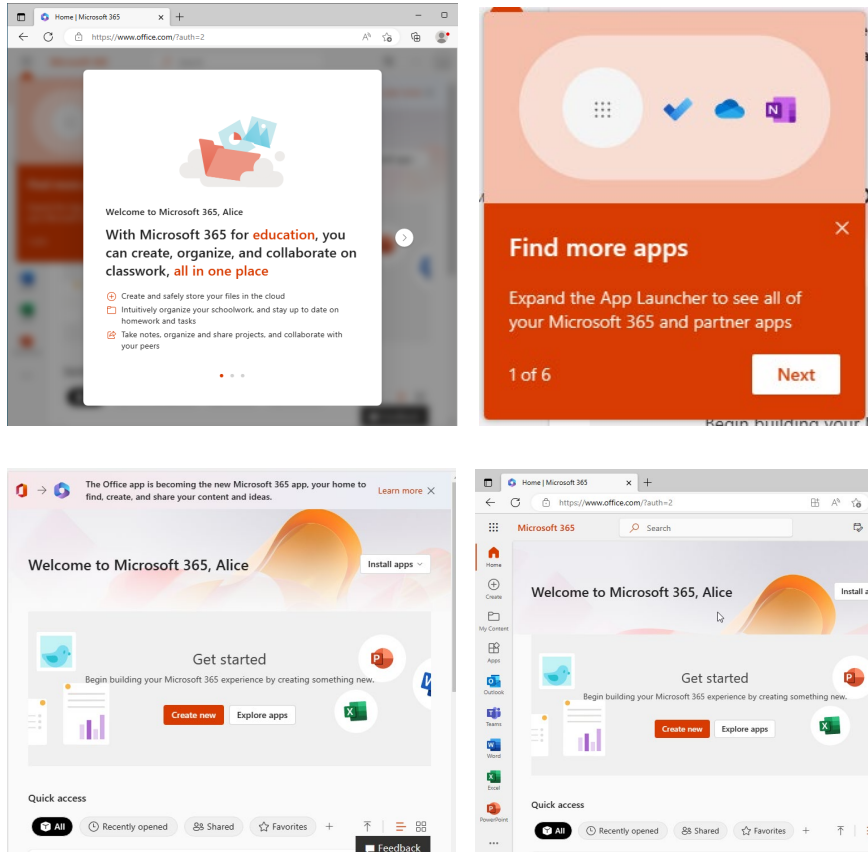 Home | Microsoft 365
https://www.office.com/?auth=2
Welcome to Microsoft 365, Alice
With Microsoft 365 for education, you
can create, organize, and collaborate on
classwork, all in one place
Create and safely store your files in the cloud
Intuitively organize your schoolwork, and stay up to date on
homework and tasks
Take notes, organize and share projects, and collaborate with
your peers
N
Find more apps
Expand the App Launcher to see all of
your Microsoft 365 and partner apps
1 of 6
Next
Begin building your
The Office app is becoming the new Microsoft 365 app, your home to
find, create, and share your content and ideas.
Learn more
Welcome to Microsoft 365, Alice
Install apps
Get started
Begin building your Microsoft 365 experience by creating something new.
Create new
Explore apps
P
W
X
Quick access
All
Recently opened
Shared
Favorites
Feedback
Home | Microsoft 365
https://www.office.com/?auth=2
Microsoft 365
Search
Home
Create
My Content
Apps
Outlook
Teams
Word
Excel
PowerPoint
Welcome to Microsoft 365, Alice
Install a
Get started
Begin building your Microsoft 365 experience by creating something new.
Create new
Explore apps
P
X
Quick access
All
Recently opened
Shared
Favorites